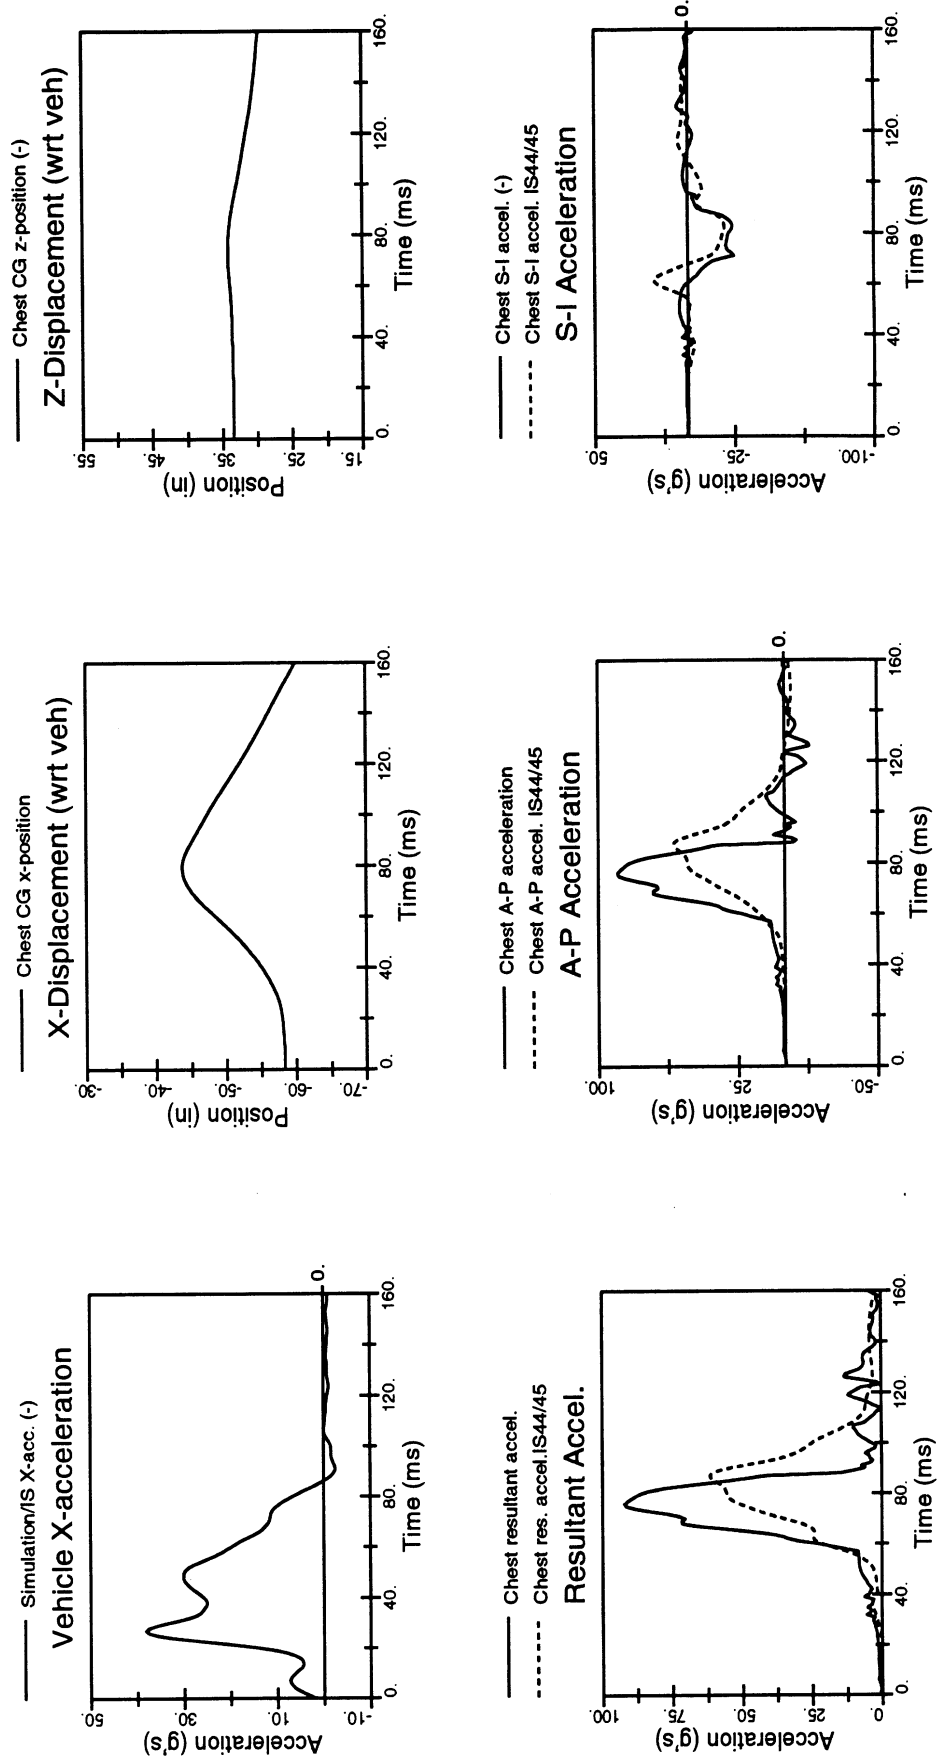 Simulation/IS X-acc. (-)
Vehicle X-acceleration
50.
30.
10.
-10.
Acceleration (g's)
0.
0.
40.
80.
120.
160.
Time (ms)
Chest CG x-position
X-Displacement (wrt veh)
-30.
-40.
-50.
-60.
-70.
Position (in)
0.
40.
80.
120.
160.
Time (ms)
Chest CG z-position (-)
Z-Displacement (wrt veh)
55.
45.
35.
25.
15.
Position (in)
0.
40.
80.
120.
160.
Time (ms)
Chest resultant accel.
Chest res. accel.IS44/45
Resultant Accel.
100.
75.
50.
25.
0.
Acceleration (g's)
0.
40.
80.
120.
160.
Time (ms)
Chest A-P acceleration
Chest A-P accel. IS44/45
A-P Acceleration
100.
25.
-50.
Acceleration (g's)
0.
0.
40.
80.
120.
160.
Time (ms)
Chest S-I accel. (-)
Chest S-I accel. IS44/45
S-I Acceleration
50.
-25.
-100.
Acceleration (g's)
0.
0.
40.
80.
120.
160.
Time (ms)